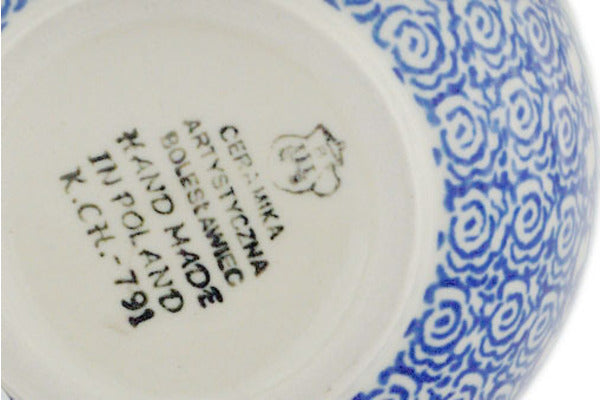 CERAMIKA
ARTYSTYCZNA
BOLESŁAWIEC
HAND MADE
IN POLAND
K.CH.-791